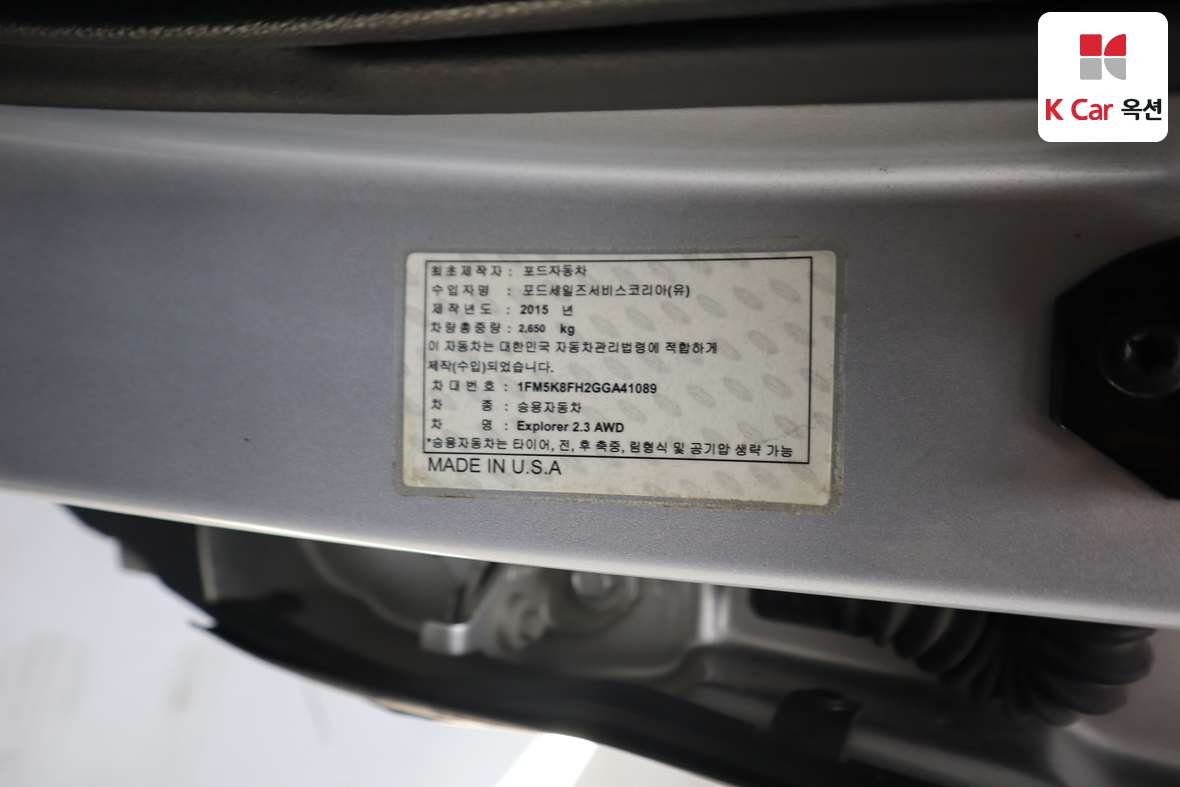 K Car 옥션
최초제작자 : 포드자동차
수입자명 : 포드세일즈서비스코리아(유)
제작년도 : 2015 년
차량총중량 : 2,650 kg
이 자동차는 대한민국 자동차관리법령에 적합하게
제작(수입)되었습니다.
차대번호 : 1FM5K8FH2GGA41089
차 종 : 승용자동차
차 명 : Explorer 2.3 AWD
*승용자동차는 타이어, 전, 후 축중, 림형식 및 공기압 생략 가능
MADE IN U.S.A